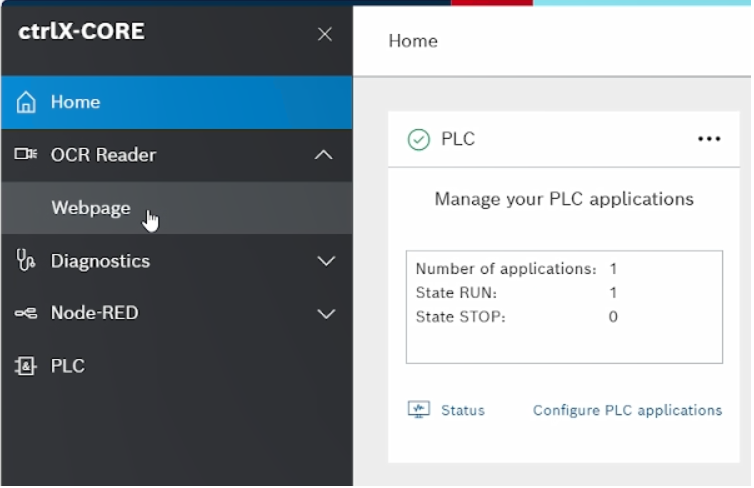 ctrlX-CORE
Home
Home
OCR Reader
Webpage
Diagnostics
Node-RED
PLC
PLC
Manage your PLC applications
Number of applications: 1
State RUN: 1
State STOP: 0
Status
Configure PLC applications